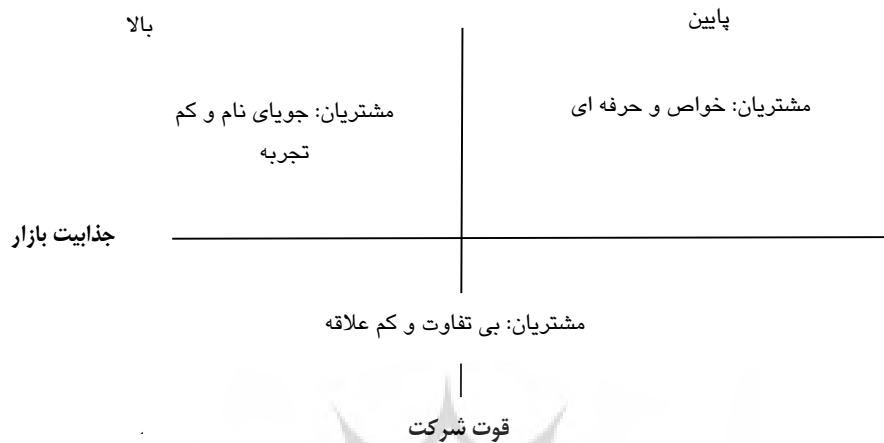 پایین
بالا
مشتریان: خواص و حرفه ای
مشتریان: جویای نام و کم
تجربه
جذابیت بازار
مشتریان: بی تفاوت و کم علاقه
قوت شرکت